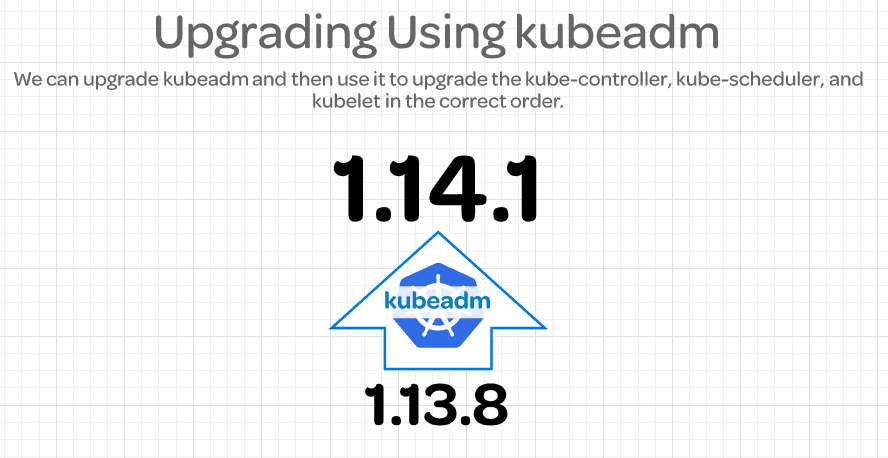 Upgrading Using kubeadm
We can upgrade kubeadm and then use it to upgrade the kube-controller, kube-scheduler, and
kubelet in the correct order.
1.14.1
kubeadm
1.13.8